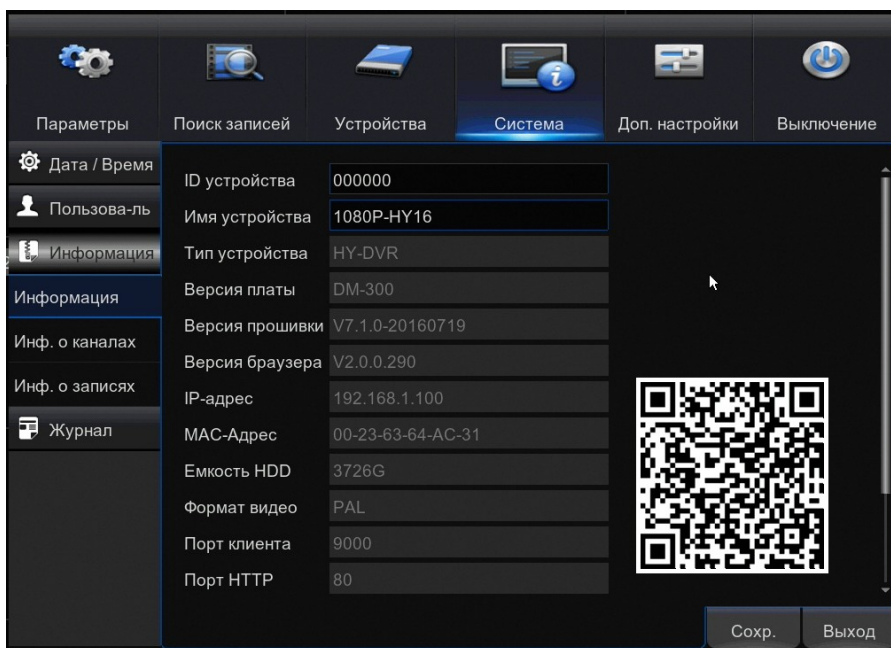 Параметры
Поиск записей
Устройства
Система
Доп. настройки
Выключение
Дата / Время
Пользова-ль
Информация
Информация
Инф. о каналах
Инф. о записях
Журнал
ID устройства 000000
Имя устройства 1080P-HY16
Тип устройства HY-DVR
Версия платы DM-300
Версия прошивки V7.1.0-20160719
Версия браузера V2.0.0.290
IP-адрес 192.168.1.100
MAC-Адрес 00-23-63-64-AC-31
Емкость HDD 3726G
Формат видео PAL
Порт клиента 9000
Порт HTTP 80
Сохр.
Выход